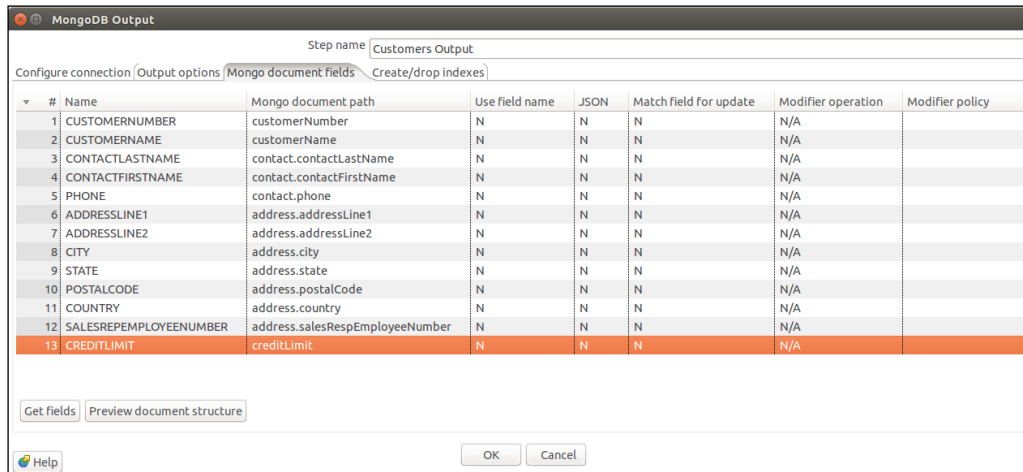 MongoDB Output
Step name Customers Output
Configure connection Output options Mongo document fields Create/drop indexes
# Name Mongo document path Use field name JSON Match field for update Modifier operation Modifier policy
1 CUSTOMERNUMBER customerNumber N N N N/A
2 CUSTOMERNAME customerName N N N N/A
3 CONTACTLASTNAME contact.contactLastName N N N N/A
4 CONTACTFIRSTNAME contact.contactFirstName N N N N/A
5 PHONE contact.phone N N N N/A
6 ADDRESSLINE1 address.addressLine1 N N N N/A
7 ADDRESSLINE2 address.addressLine2 N N N N/A
8 CITY address.city N N N N/A
9 STATE address.state N N N N/A
10 POSTALCODE address.postalCode N N N N/A
11 COUNTRY address.country N N N N/A
12 SALESREPEMPLOYEENUMBER address.salesRespEmployeeNumber N N N N/A
13 CREDITLIMIT creditLimit N N N N/A
Get fields Preview document structure
Help OK Cancel